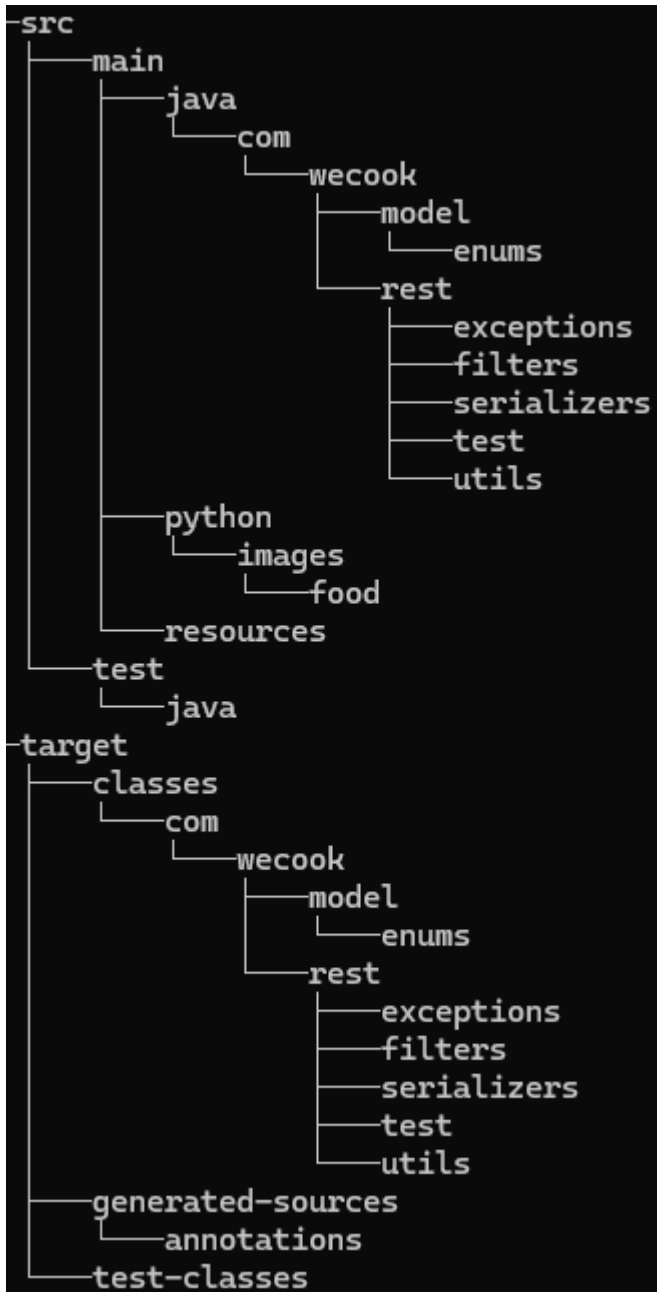 src
main
java
com
wecook
model
enums
rest
exceptions
filters
serializers
test
utils
python
images
food
resources
test
java
target
classes
com
wecook
model
enums
rest
exceptions
filters
serializers
test
utils
generated-sources
annotations
test-classes